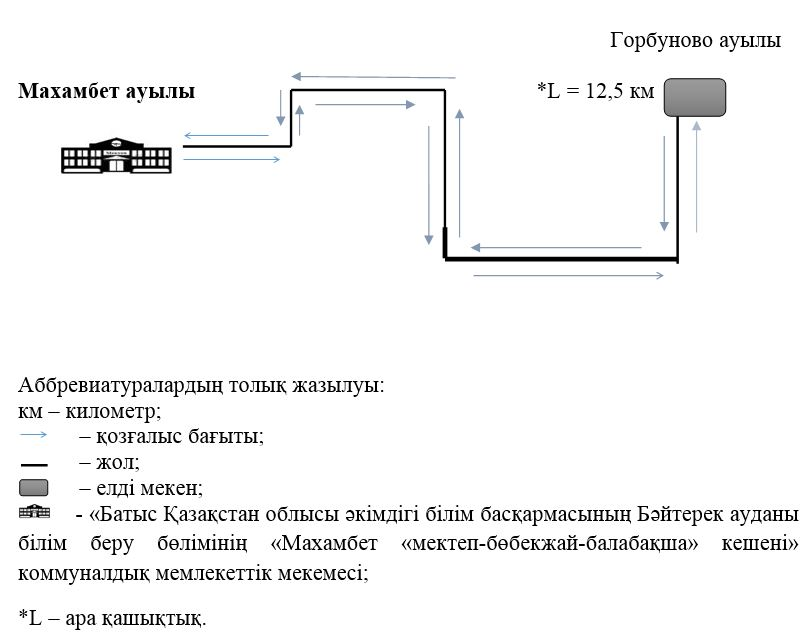 Горбуново ауылы
Махамбет ауылы
*L = 12,5 км
Аббревиатуралардың толық жазылуы:
км – километр;
– қозғалыс бағыты;
– жол;
– елді мекен;
- «Батыс Қазақстан облысы әкімдігі білім басқармасының Бәйтерек ауданы
білім беру бөлімінің «Махамбет «мектеп-бөбекжай-балабақша» кешені»
коммуналдық мемлекеттік мекемесі;
*L – ара қашықтық.